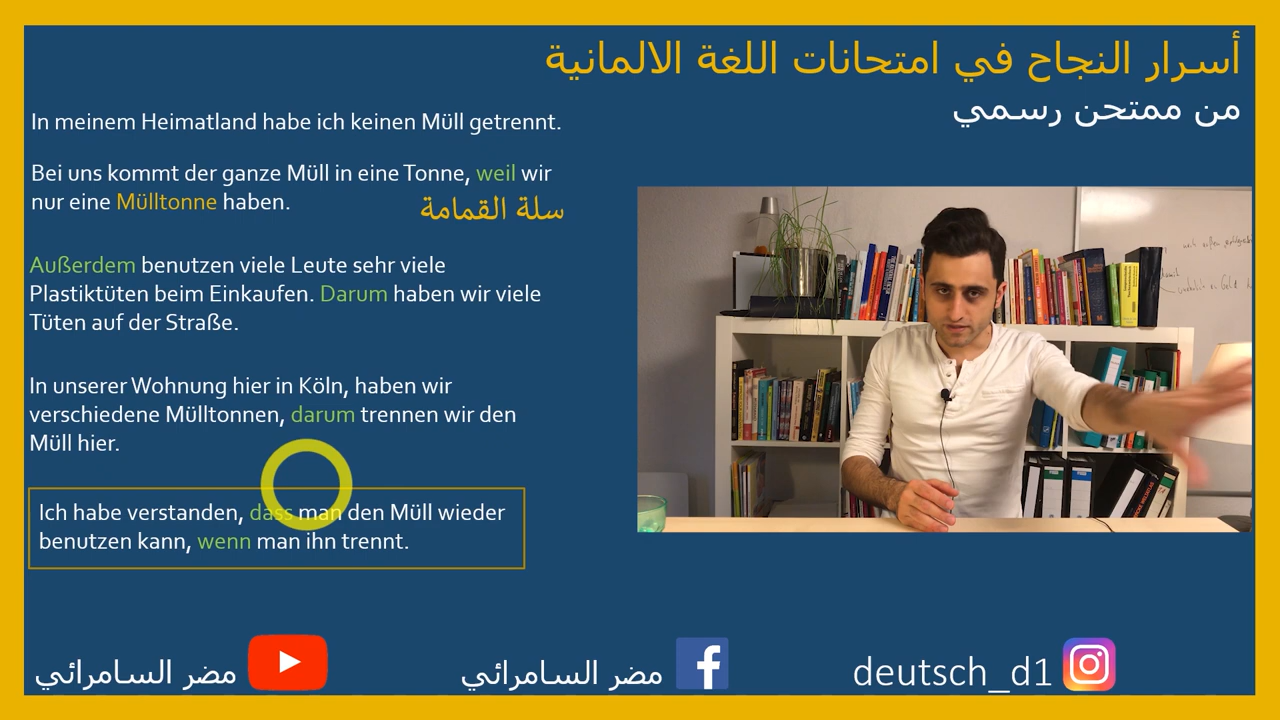 أسرار النجاح في امتحانات اللغة الالمانية
من ممتحن رسمي
In meinem Heimatland habe ich keinen Müll getrennt.
Bei uns kommt der ganze Müll in eine Tonne, weil wir
nur eine Mülltonne haben.
سلة القمامة
Außerdem benutzen viele Leute sehr viele
Plastiktüten beim Einkaufen. Darum haben wir viele
Tüten auf der Straße.
In unserer Wohnung hier in Köln, haben wir
verschiedene Mülltonnen, darum trennen wir den
Müll hier.
Ich habe verstanden, dass man den Müll wieder
benutzen kann, wenn man ihn trennt.
مضر السامرائي
مضر السامرائي
deutsch_d1